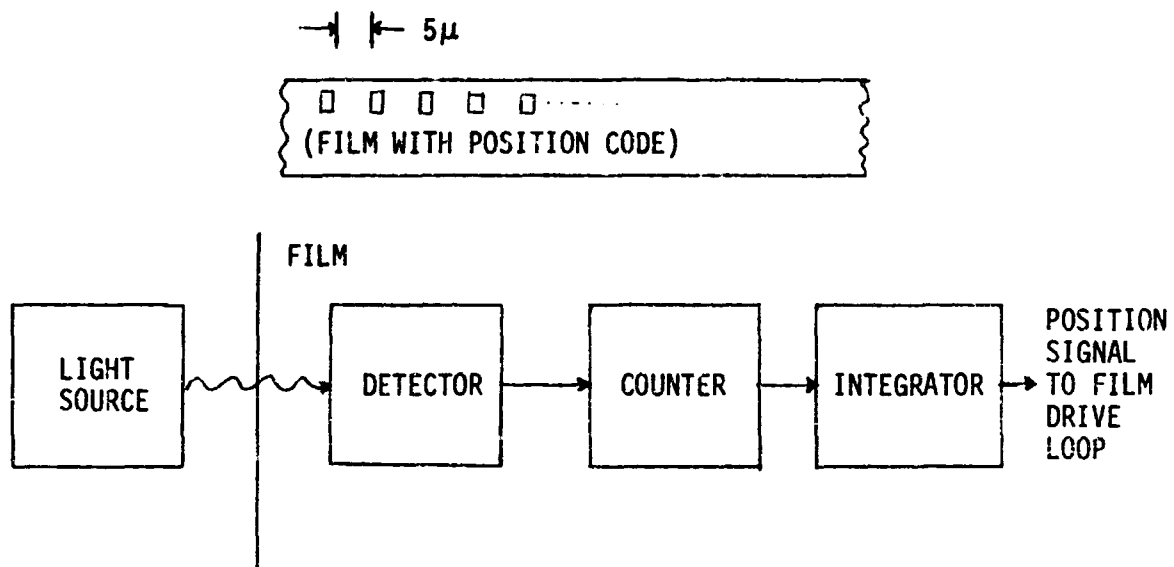 5μ
(FILM WITH POSITION CODE)
FILM
LIGHT
SOURCE
DETECTOR
COUNTER
INTEGRATOR
POSITION
SIGNAL
TO FILM
DRIVE
LOOP